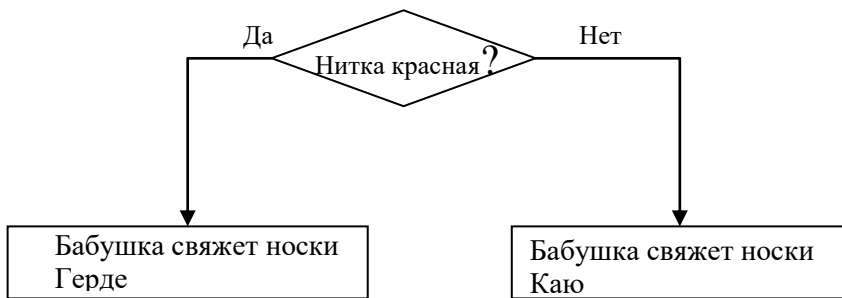 Да
Нет
Нитка красная?
Бабушка свяжет носки
Герде
Бабушка свяжет носки
Каю